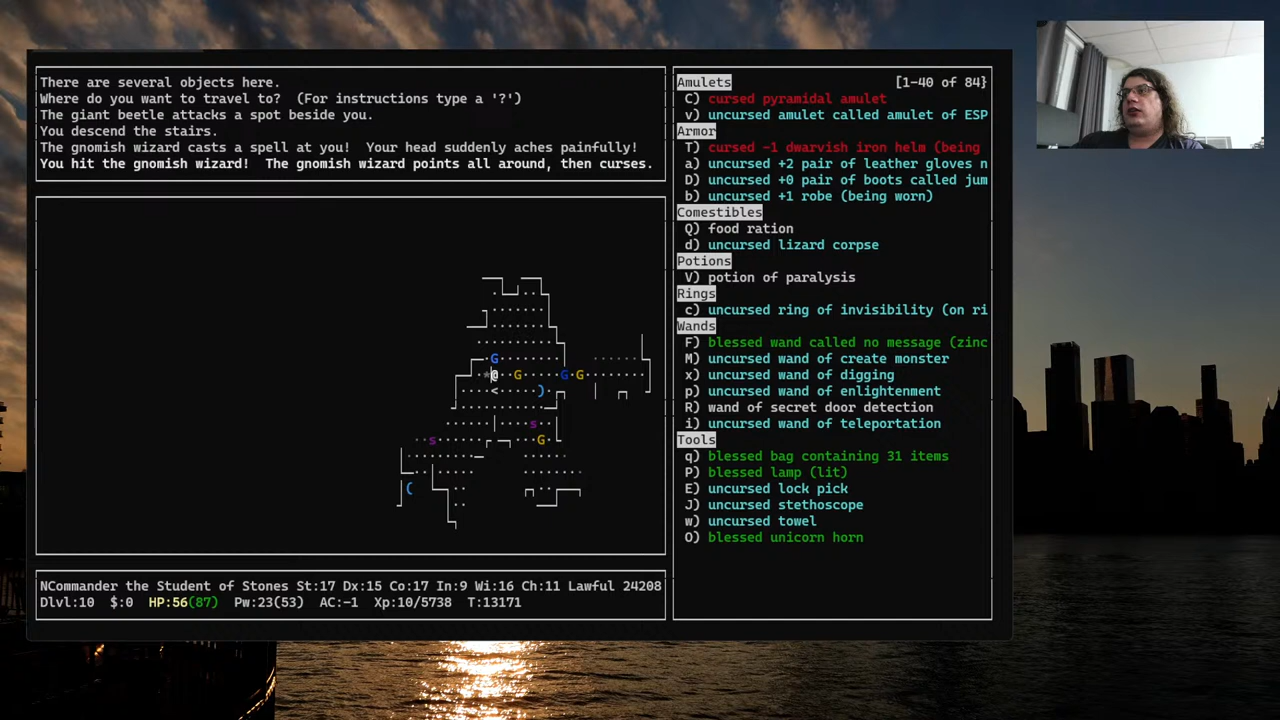 There are several objects here.
Where do you want to travel to?  (For instructions type a '?')
The giant beetle attacks a spot beside you.
You descend the stairs.
The gnomish wizard casts a spell at you!  Your head suddenly aches painfully!
You hit the gnomish wizard!  The gnomish wizard points all around, then curses.
NCommander the Student of Stones St:17 Dx:15 Co:17 In:9 Wi:16 Ch:11 Lawful 24208
Dlvl:10  $:0  HP:56(87)  Pw:23(53)  AC:-1  Xp:10/5738  T:13171
Amulets [1-40 of 84}
C) cursed pyramidal amulet
v) uncursed amulet called amulet of ESP
Armor
T) cursed -1 dwarvish iron helm (being
a) uncursed +2 pair of leather gloves n
D) uncursed +0 pair of boots called jum
b) uncursed +1 robe (being worn)
Comestibles
Q) food ration
d) uncursed lizard corpse
Potions
V) potion of paralysis
Rings
c) uncursed ring of invisibility (on ri
Wands
F) blessed wand called no message (zinc
M) uncursed wand of create monster
x) uncursed wand of digging
p) uncursed wand of enlightenment
R) wand of secret door detection
i) uncursed wand of teleportation
Tools
q) blessed bag containing 31 items
P) blessed lamp (lit)
E) uncursed lock pick
J) uncursed stethoscope
w) uncursed towel
O) blessed unicorn horn